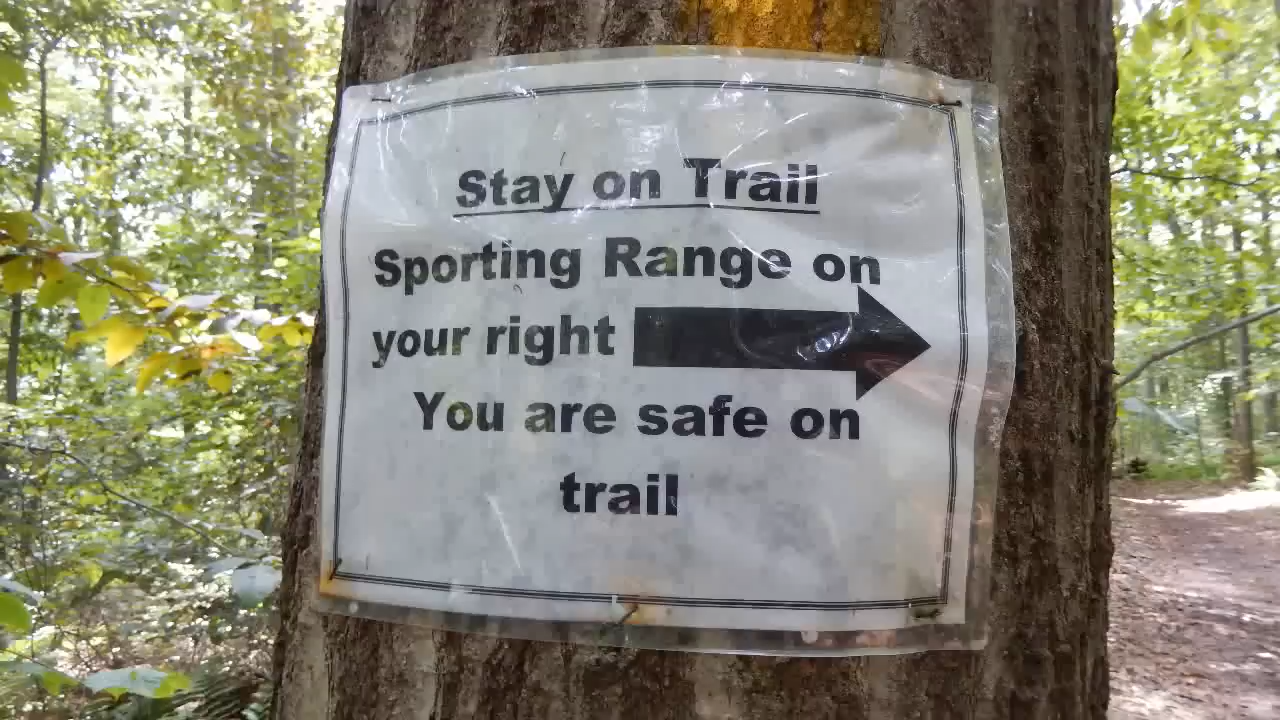 Stay on Trail
Sporting Range on
your right
You are safe on
trail